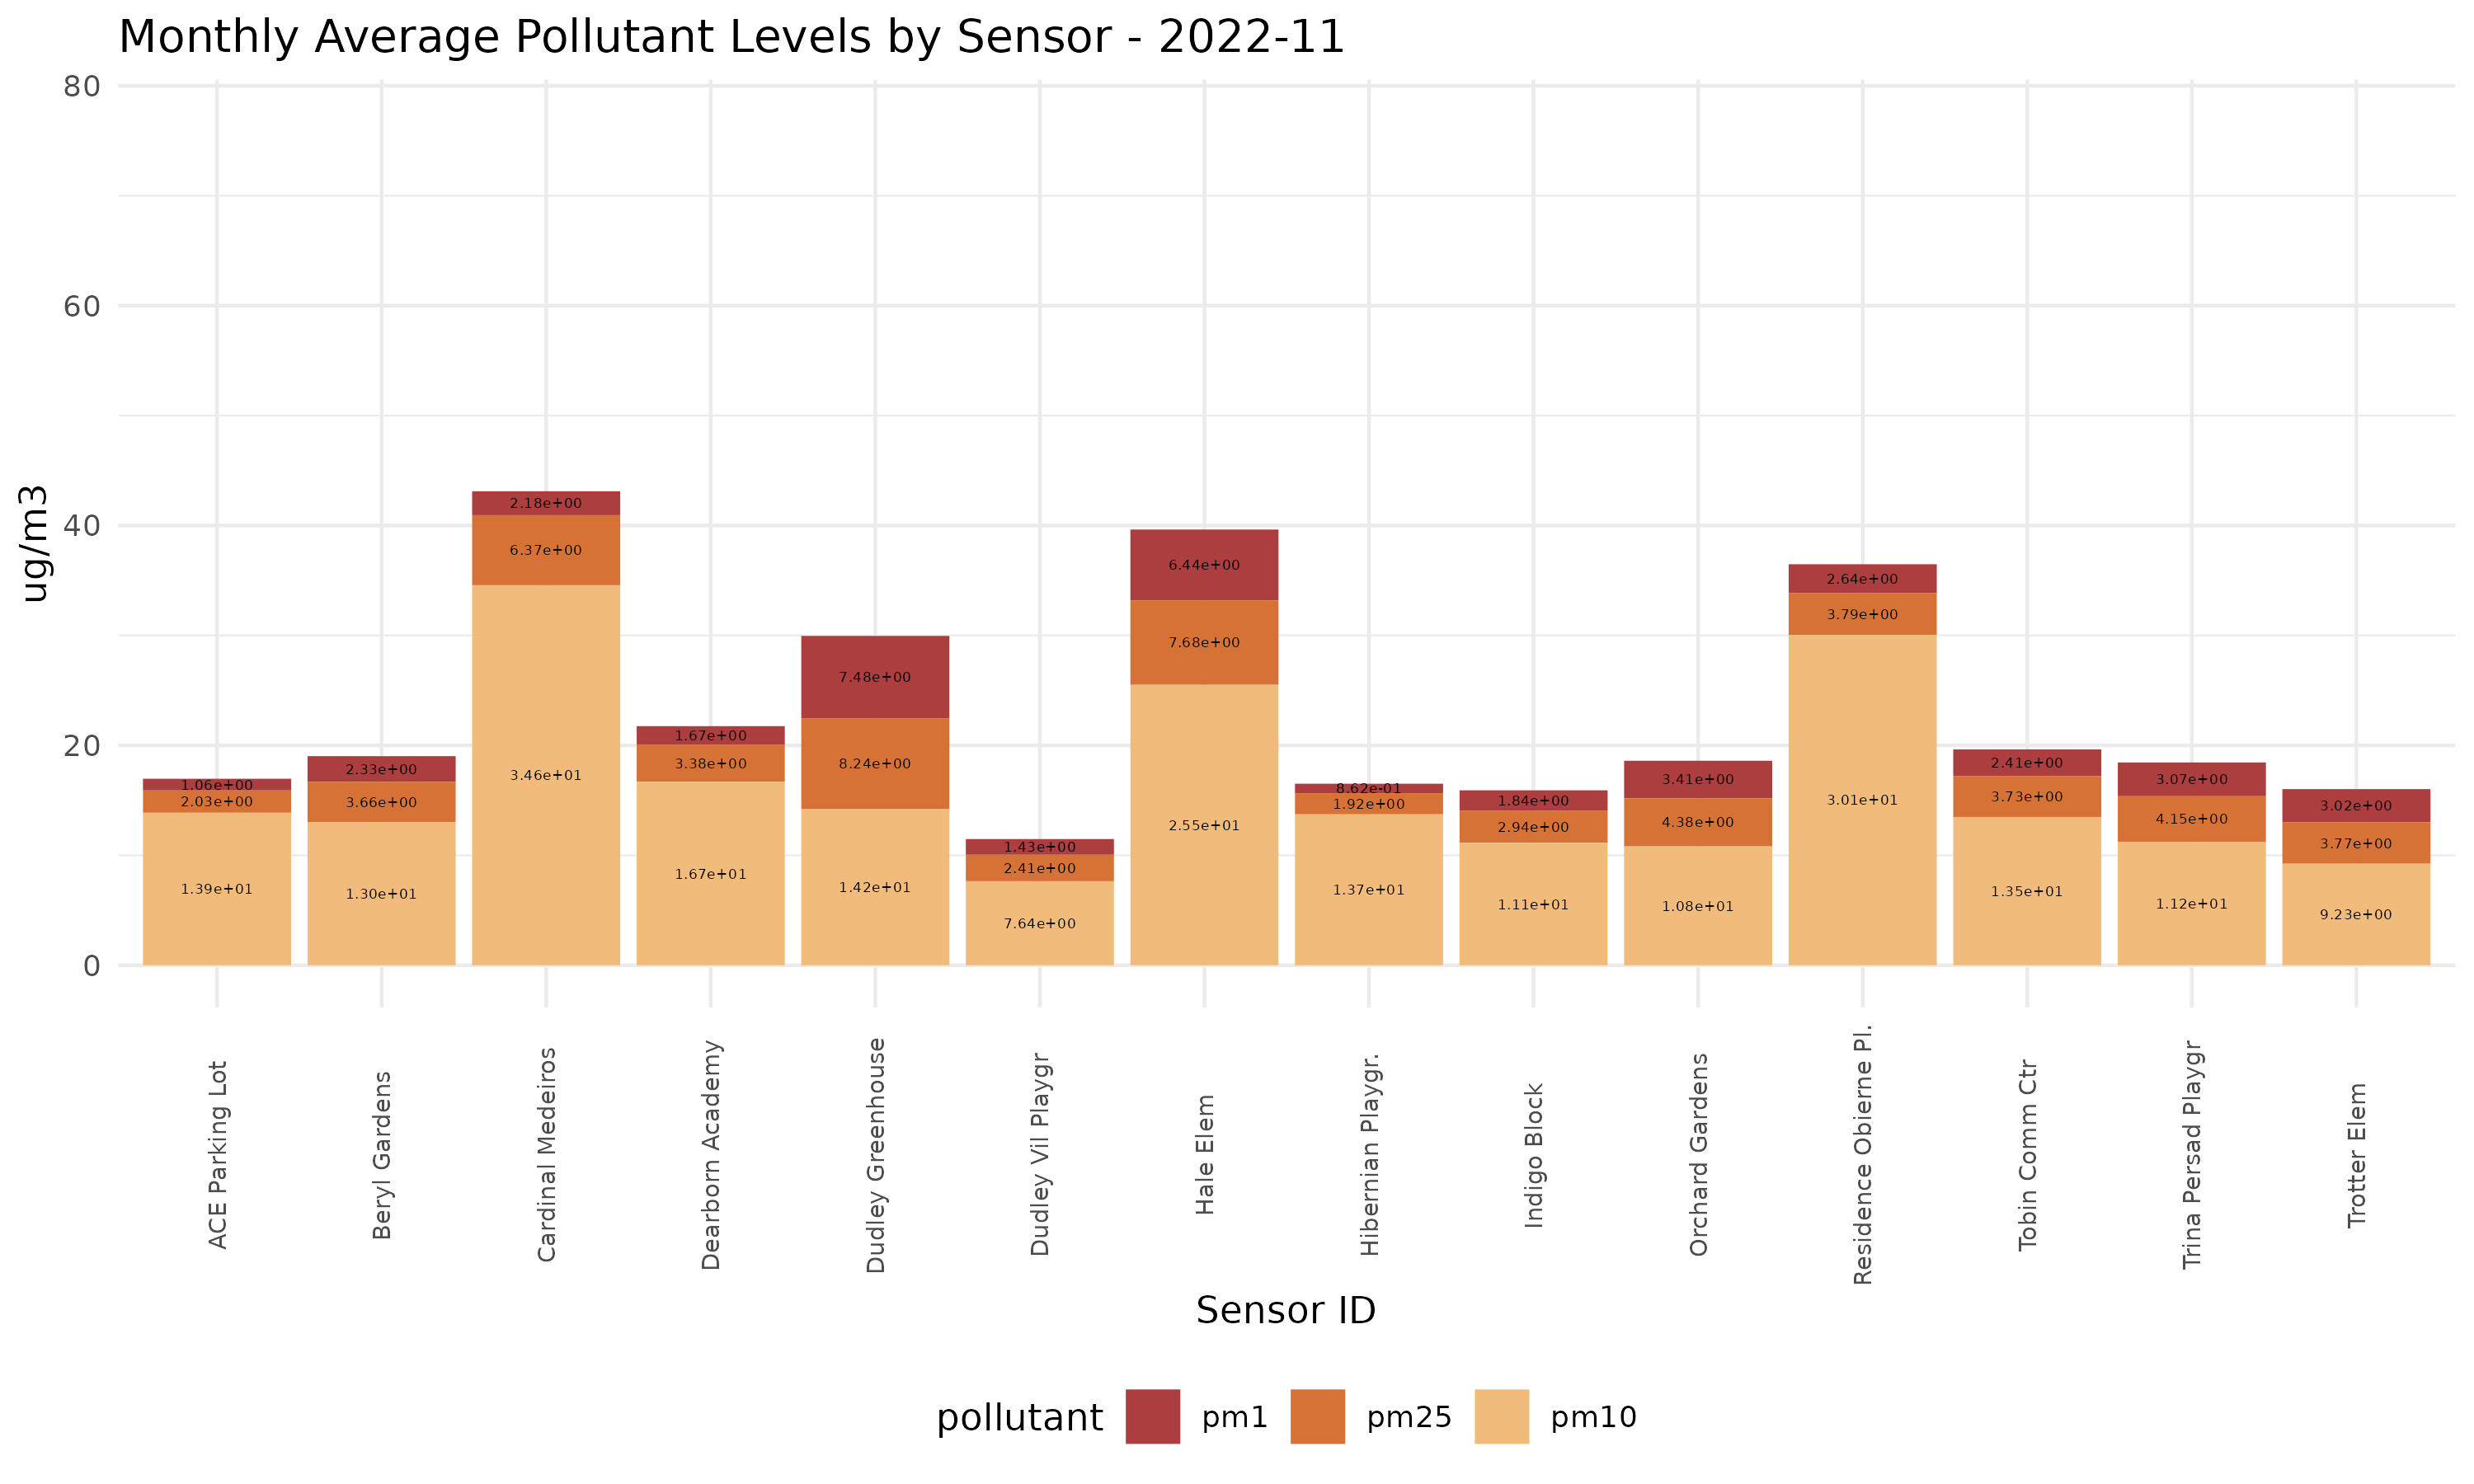 Monthly Average Pollutant Levels by Sensor - 2022-11
ug/m3
80
60
40
20
0
1.06e+00
2.03e+00
1.39e+01
2.33e+00
3.66e+00
1.30e+01
2.18e+00
6.37e+00
3.46e+01
1.67e+00
3.38e+00
1.67e+01
7.48e+00
8.24e+00
1.42e+01
1.43e+00
2.41e+00
7.64e+00
6.44e+00
7.68e+00
2.55e+01
8.62e-01
1.92e+00
1.37e+01
1.84e+00
2.94e+00
1.11e+01
3.41e+00
4.38e+00
1.08e+01
2.64e+00
3.79e+00
3.01e+01
2.41e+00
3.73e+00
1.35e+01
3.07e+00
4.15e+00
1.12e+01
3.02e+00
3.77e+00
9.23e+00
ACE Parking Lot
Beryl Gardens
Cardinal Medeiros
Dearborn Academy
Dudley Greenhouse
Dudley Vil Playgr
Hale Elem
Hibernian Playgr.
Indigo Block
Orchard Gardens
Residence Obierne Pl.
Tobin Comm Ctr
Trina Persad Playgr
Trotter Elem
Sensor ID
pollutant pm1 pm25 pm10